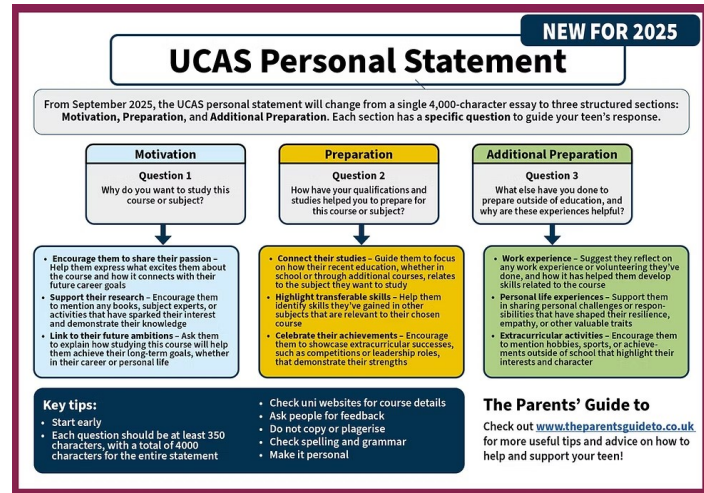 NEW FOR 2025
UCAS Personal Statement
From September 2025, the UCAS personal statement will change from a single 4,000-character essay to three structured sections:
Motivation, Preparation, and Additional Preparation. Each section has a specific question to guide your teen's response.
Motivation
Question 1
Why do you want to study this
course or subject?
• Encourage them to share their passion –
Help them express what excites them about
the course and how it connects with their
future career goals
• Support their research – Encourage them
to mention any books, subject experts, or
activities that have sparked their interest
and demonstrate their knowledge
• Link to their future ambitions – Ask them
to explain how studying this course will help
them achieve their long-term goals, whether
in their career or personal life
Preparation
Question 2
How have your qualifications and
studies helped you to prepare for
this course or subject?
• Connect their studies – Guide them to focus
on how their recent education, whether in
school or through additional courses, relates
to the subject they want to study
• Highlight transferable skills – Help them
identify skills they've gained in other
subjects that are relevant to their chosen
course
• Celebrate their achievements – Encourage
them to showcase extracurricular successes,
such as competitions or leadership roles,
that demonstrate their strengths
Additional Preparation
Question 3
What else have you done to
prepare outside of education, and
why are these experiences helpful?
• Work experience – Suggest they reflect on
any work experience or volunteering they've
done, and how it has helped them develop
skills related to the course
• Personal life experiences – Support them
in sharing personal challenges or respon-
sibilities that have shaped their resilience,
empathy, or other valuable traits
• Extracurricular activities – Encourage them
to mention hobbies, sports, or achieve-
ments outside of school that highlight their
interests and character
Key tips:
• Start early
• Each question should be at least 350
characters, with a total of 4000
characters for the entire statement
• Check uni websites for course details
• Ask people for feedback
• Do not copy or plagerise
• Check spelling and grammar
• Make it personal
The Parents' Guide to
Check out www.theparentsguideto.co.uk
for more useful tips and advice on how to
help and support your teen!